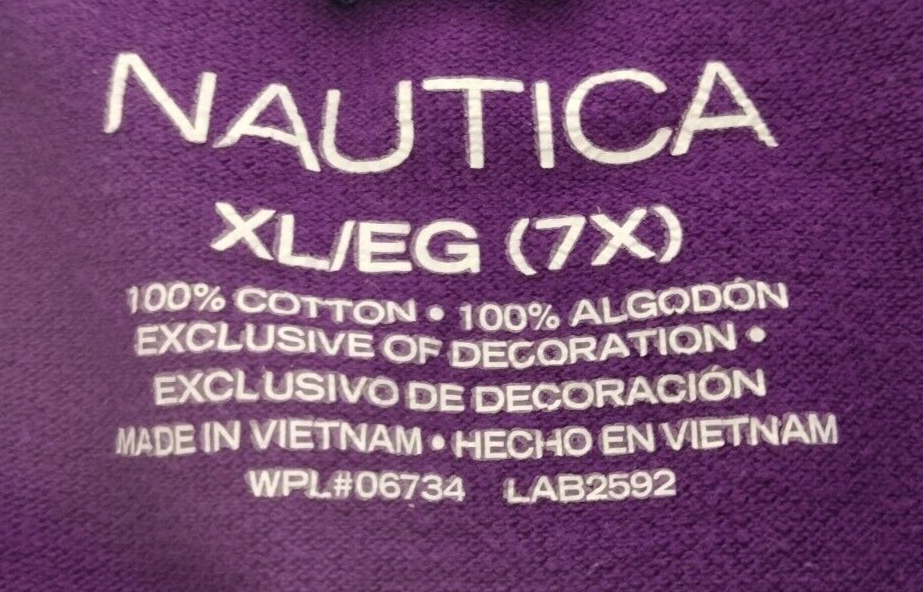 NAUTICA
XL/EG (7X)
100% COTTON • 100% ALGODÓN
EXCLUSIVE OF DECORATION •
EXCLUSIVO DE DECORACIÓN
MADE IN VIETNAM • HECHO EN VIETNAM
WPL#06734 LAB2592